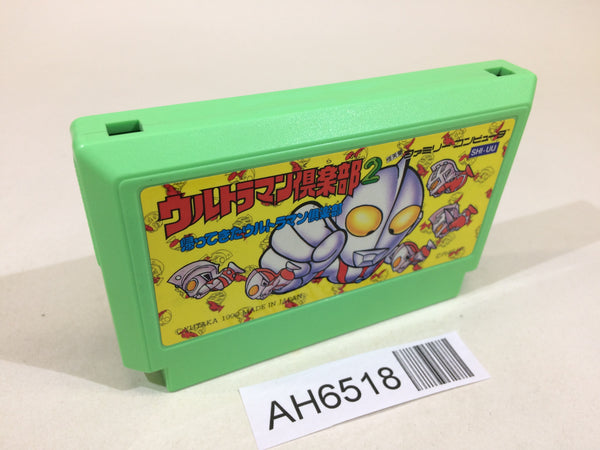 ファミリーコンピュータ
SHI-UU
ウルトラマン倶楽部2
帰ってきたウルトラマン倶楽部
©YUTAKA 1990 MADE IN JAPAN
AH6518